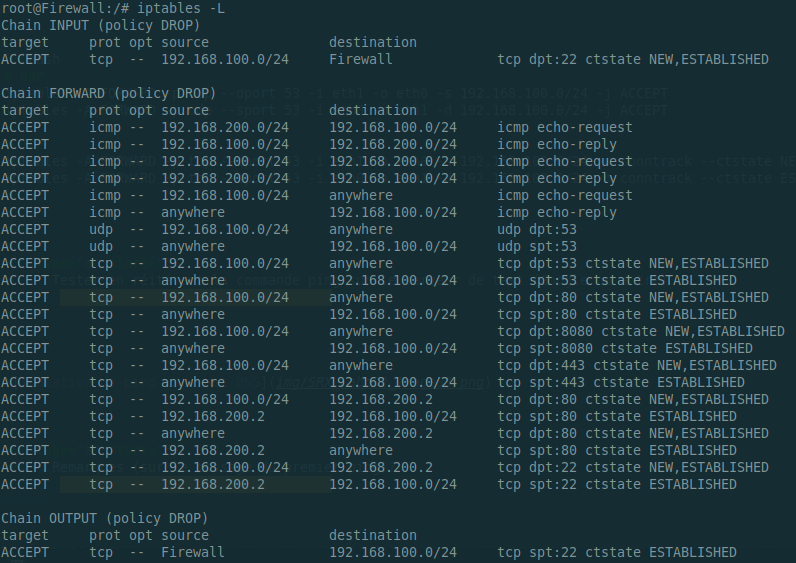 root@Firewall:/# iptables -L
Chain INPUT (policy DROP)
target     prot opt source               destination
ACCEPT     tcp  --  192.168.100.0/24     Firewall             tcp dpt:22 ctstate NEW,ESTABLISHED
Chain FORWARD (policy DROP)
target     prot opt source               destination
ACCEPT     icmp --  192.168.200.0/24     192.168.100.0/24     icmp echo-request
ACCEPT     icmp --  192.168.100.0/24     192.168.200.0/24     icmp echo-reply
ACCEPT     icmp --  192.168.100.0/24     192.168.200.0/24     icmp echo-request
ACCEPT     icmp --  192.168.200.0/24     192.168.100.0/24     icmp echo-reply
ACCEPT     icmp --  192.168.100.0/24     anywhere             icmp echo-request
ACCEPT     icmp --  anywhere             192.168.100.0/24     icmp echo-reply
ACCEPT     udp  --  anywhere             anywhere             udp dpt:53
ACCEPT     udp  --  anywhere             anywhere             udp spt:53
ACCEPT     tcp  --  192.168.100.0/24     anywhere             tcp dpt:53 ctstate NEW,ESTABLISHED
ACCEPT     tcp  --  anywhere             192.168.100.0/24     tcp spt:53 ctstate ESTABLISHED
ACCEPT     tcp  --  192.168.100.0/24     anywhere             tcp dpt:80 ctstate NEW,ESTABLISHED
ACCEPT     tcp  --  anywhere             192.168.100.0/24     tcp spt:80 ctstate ESTABLISHED
ACCEPT     tcp  --  192.168.100.0/24     anywhere             tcp dpt:8080 ctstate NEW,ESTABLISHED
ACCEPT     tcp  --  anywhere             192.168.100.0/24     tcp spt:8080 ctstate ESTABLISHED
ACCEPT     tcp  --  192.168.100.0/24     anywhere             tcp dpt:443 ctstate NEW,ESTABLISHED
ACCEPT     tcp  --  anywhere             192.168.100.0/24     tcp spt:443 ctstate ESTABLISHED
ACCEPT     tcp  --  192.168.100.0/24     192.168.200.2        tcp dpt:80 ctstate NEW,ESTABLISHED
ACCEPT     tcp  --  192.168.200.2        192.168.100.0/24     tcp spt:80 ctstate ESTABLISHED
ACCEPT     tcp  --  anywhere             192.168.200.2        tcp dpt:80 ctstate NEW,ESTABLISHED
ACCEPT     tcp  --  192.168.200.2        anywhere             tcp spt:80 ctstate ESTABLISHED
ACCEPT     tcp  --  192.168.100.0/24     192.168.200.2        tcp dpt:22 ctstate NEW,ESTABLISHED
ACCEPT     tcp  --  192.168.200.2        192.168.100.0/24     tcp spt:22 ctstate ESTABLISHED
Chain OUTPUT (policy DROP)
target     prot opt source               destination
ACCEPT     tcp  --  Firewall             192.168.100.0/24     tcp spt:22 ctstate ESTABLISHED